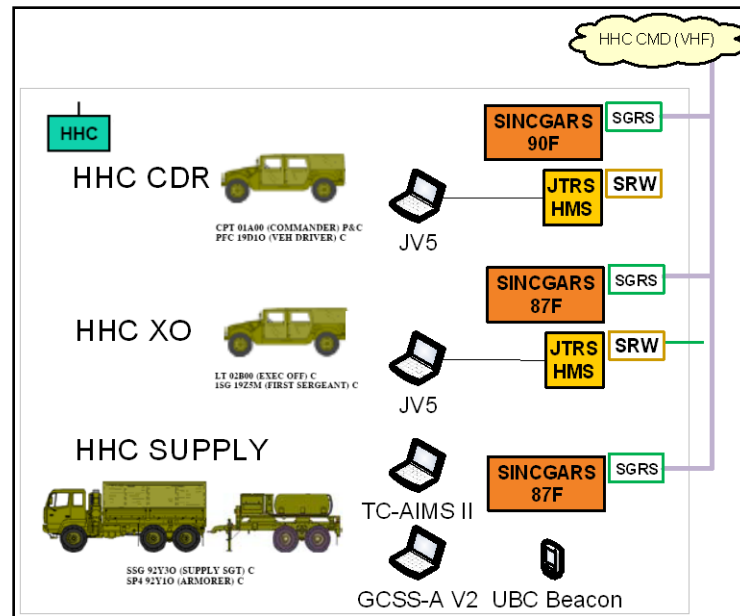 HHC CMD (VHF)
HHC
SINCGARS
90F
SGRS
HHC CDR
JTRS
HMS
SRW
CPT 01A00 (COMMANDER) P&C
PFC 19D1O (VEH DRIVER) C
JV5
SINCGARS
87F
SGRS
HHC XO
JTRS
HMS
SRW
LT 02B00 (EXEC OFF) C
1SG 19Z5M (FIRST SERGEANT) C
JV5
HHC SUPPLY
SINCGARS
87F
SGRS
TC-AIMS II
SSG 92Y3O (SUPPLY SGT) C
SP4 92Y1O (ARMORER) C
GCSS-A V2
UBC Beacon